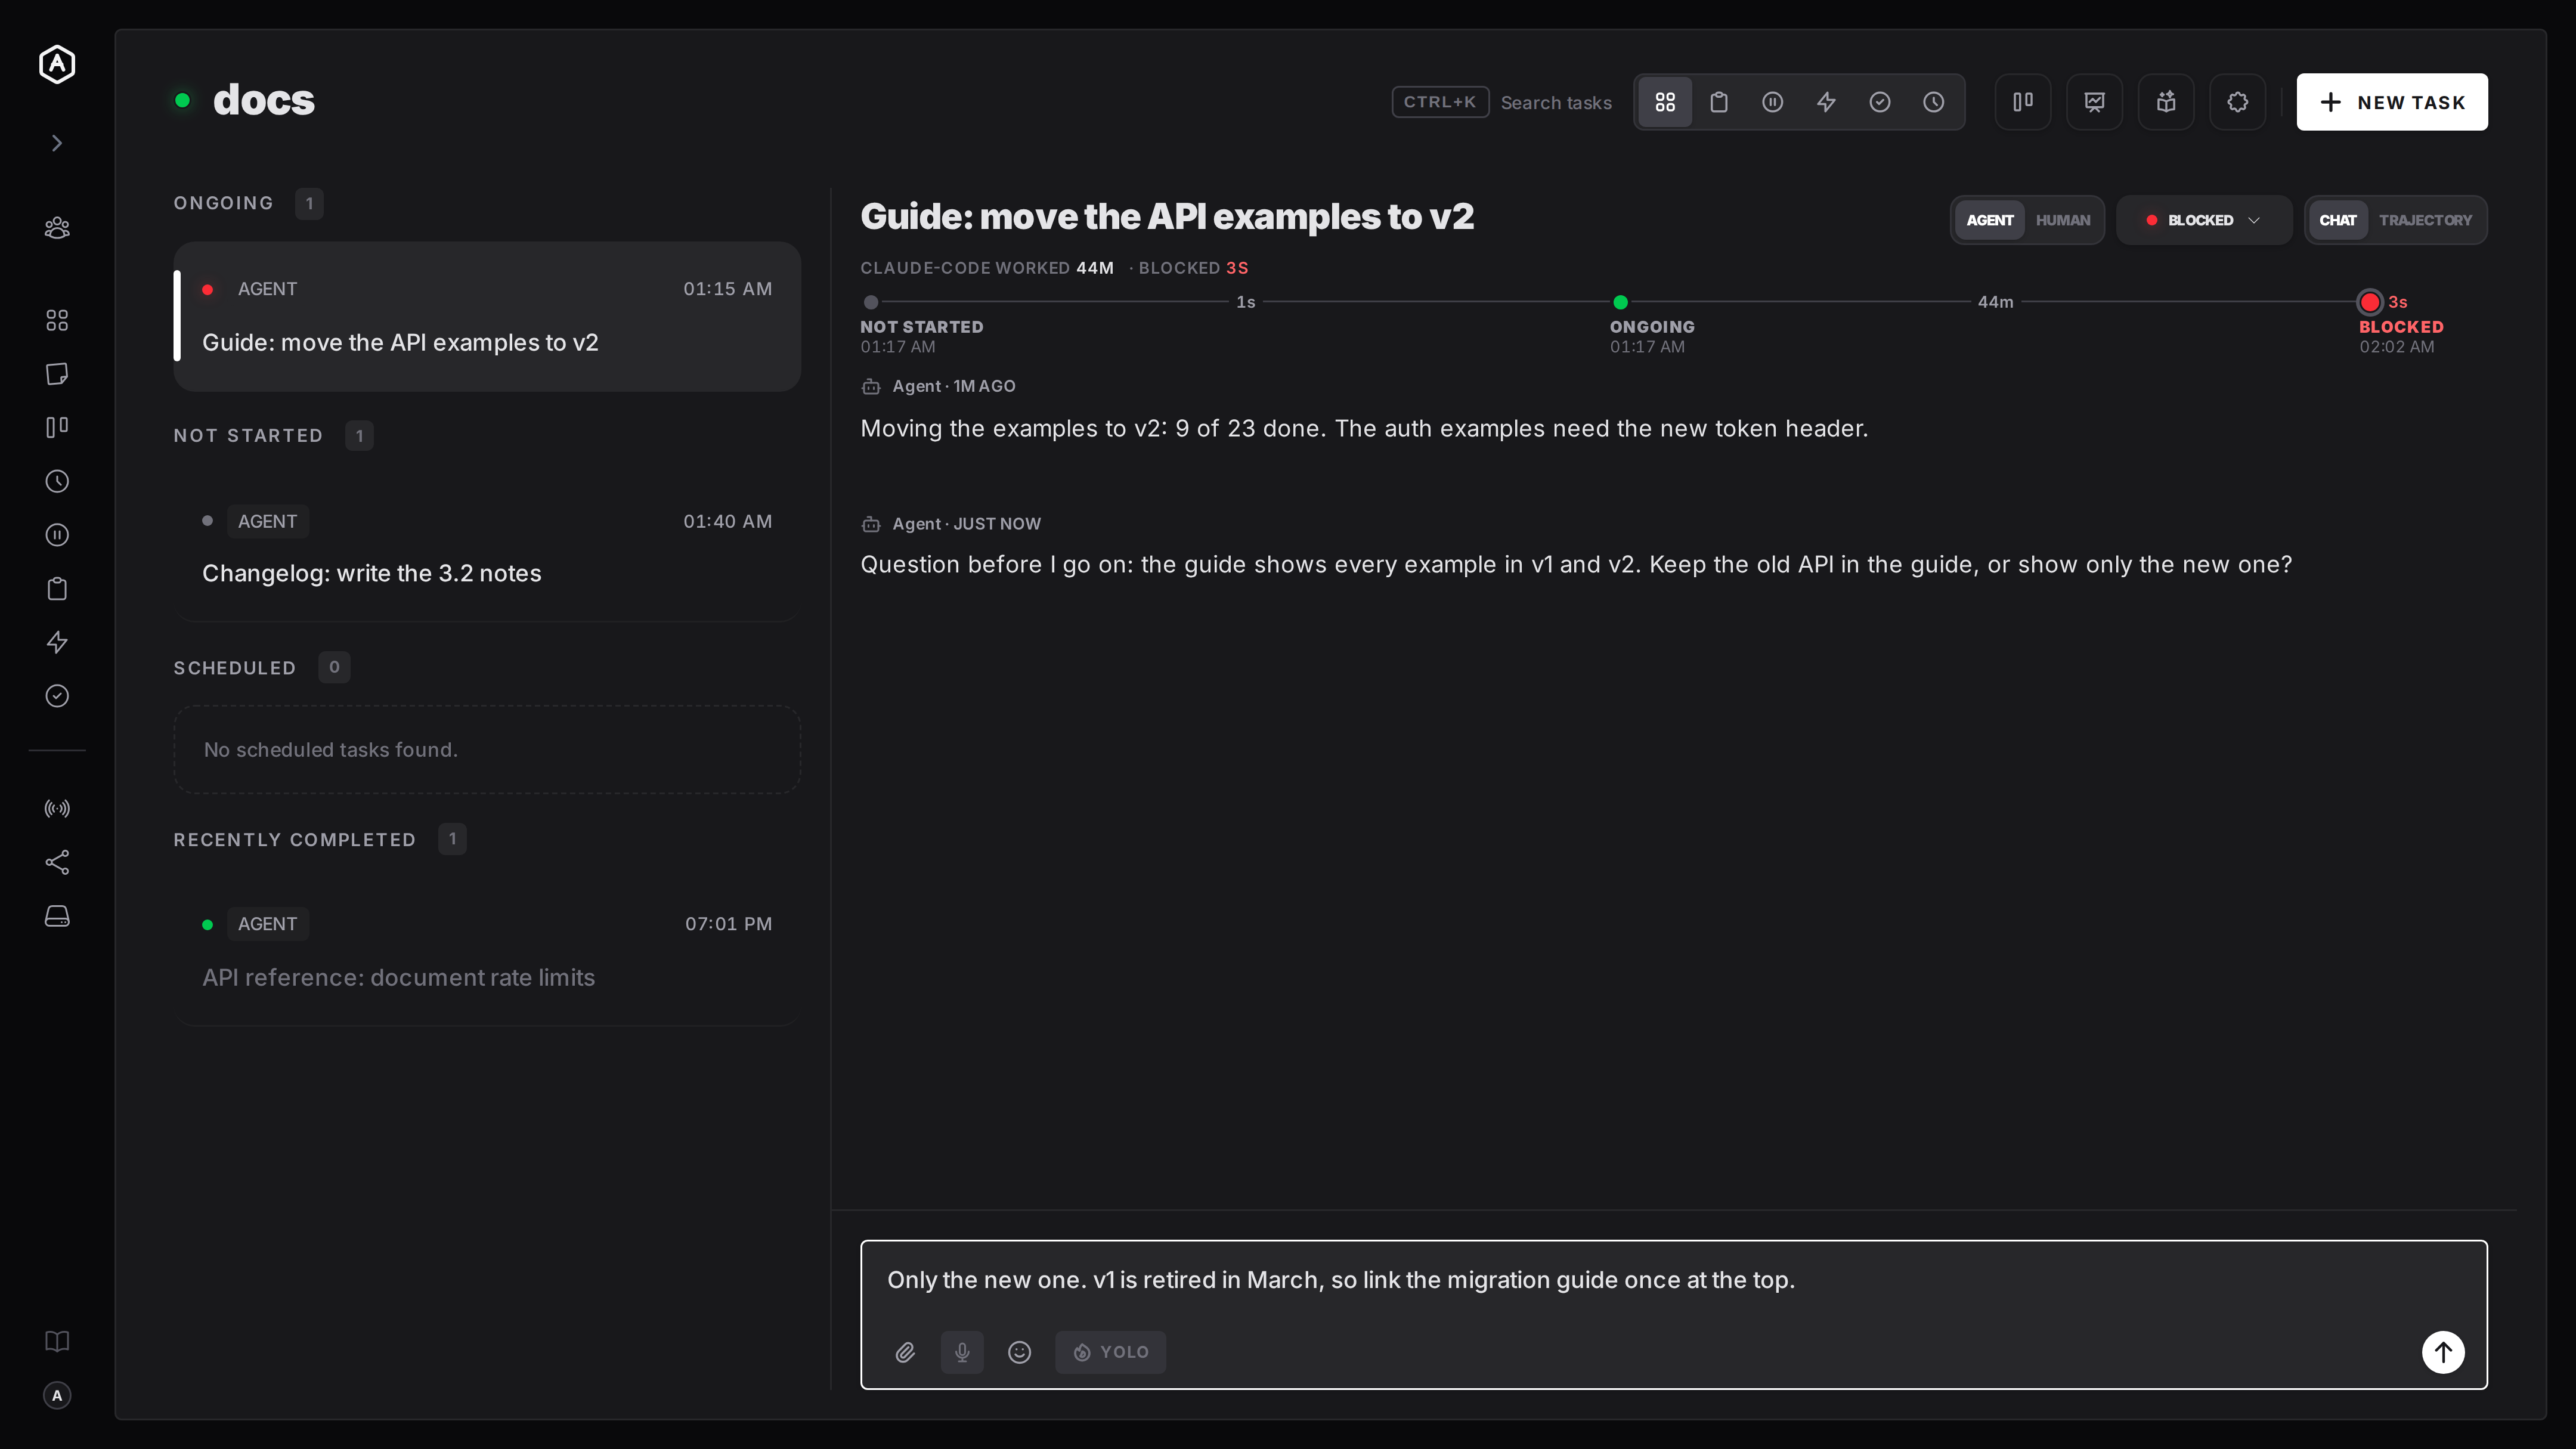 docs
CTRL+K Search tasks
NEW TASK
ONGOING 1
AGENT 01:15 AM
Guide: move the API examples to v2
NOT STARTED 1
AGENT 01:40 AM
Changelog: write the 3.2 notes
SCHEDULED 0
No scheduled tasks found.
RECENTLY COMPLETED 1
AGENT 07:01 PM
API reference: document rate limits
Guide: move the API examples to v2
AGENT HUMAN
BLOCKED
CHAT TRAJECTORY
CLAUDE-CODE WORKED 44M · BLOCKED 3S
1s 44m 3s
NOT STARTED ONGOING BLOCKED
01:17 AM 01:17 AM 02:02 AM
Agent · 1M AGO
Moving the examples to v2: 9 of 23 done. The auth examples need the new token header.
Agent · JUST NOW
Question before I go on: the guide shows every example in v1 and v2. Keep the old API in the guide, or show only the new one?
Only the new one. v1 is retired in March, so link the migration guide once at the top.
YOLO
A